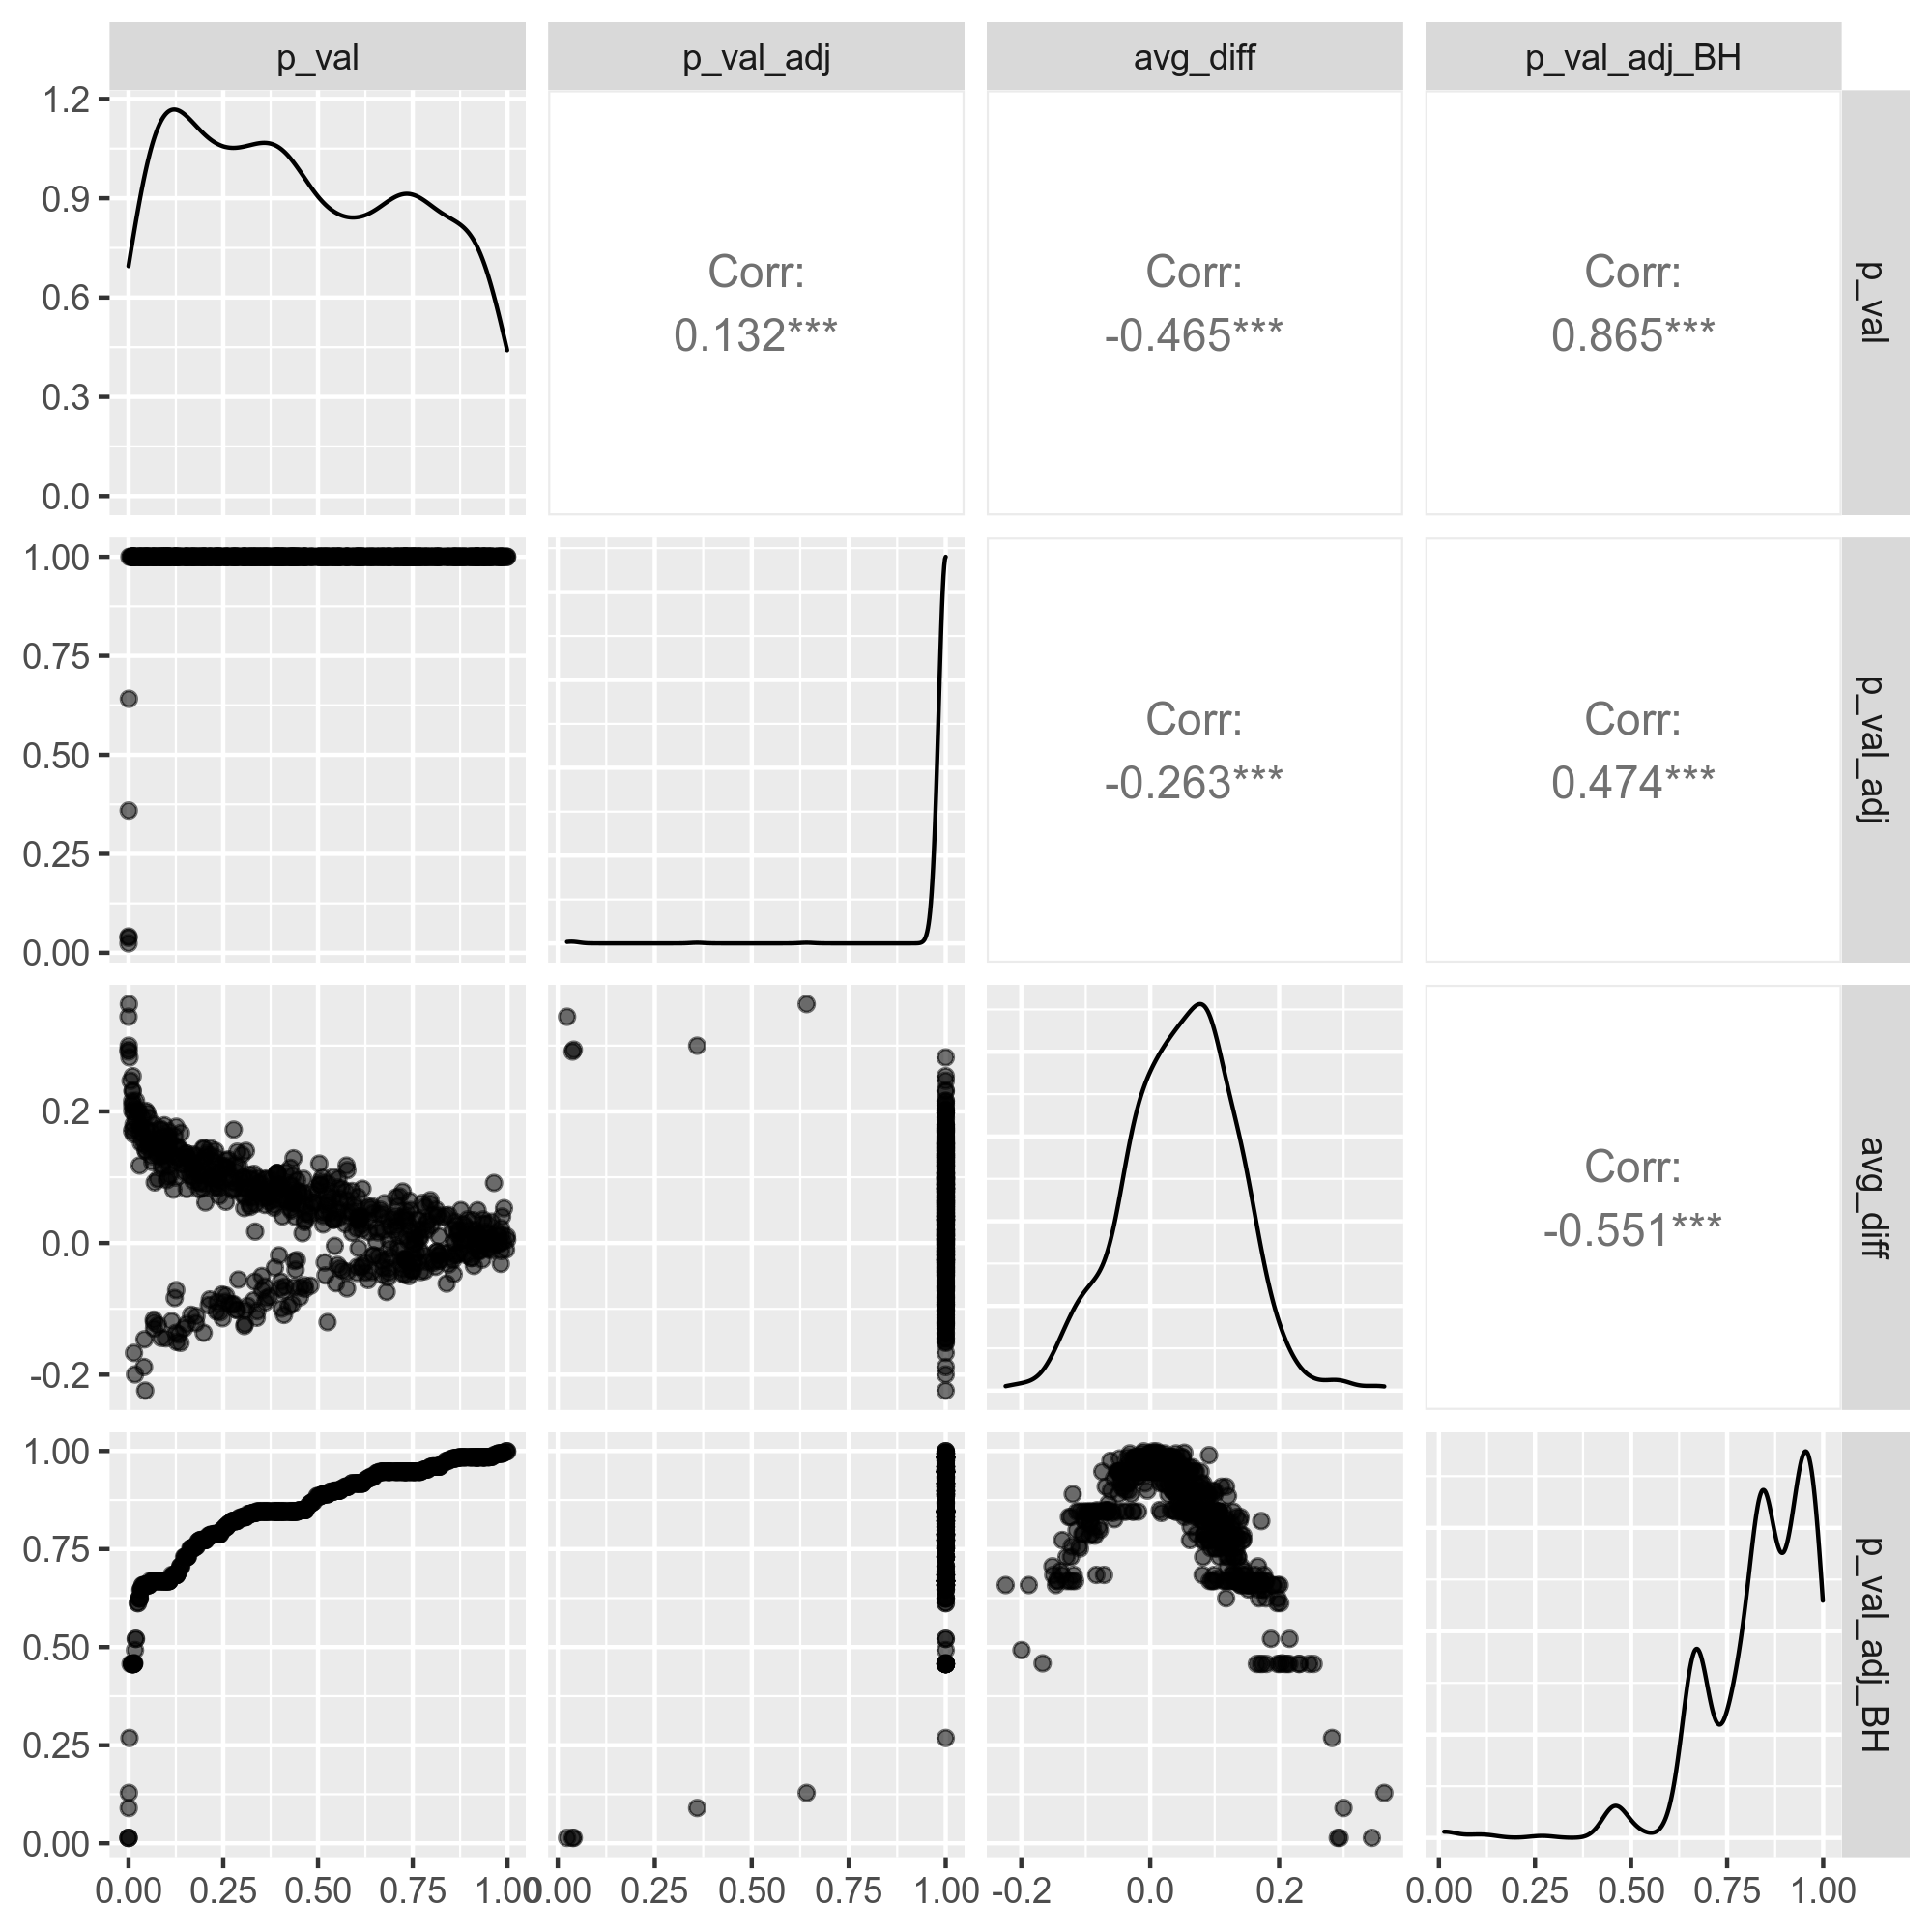 p_val p_val_adj avg_diff p_val_adj_BH
1.2
0.9
0.6
0.3
0.0
Corr:
0.132***
Corr:
-0.465***
Corr:
0.865***
p_val
1.00
0.75
0.50
0.25
0.00
Corr:
-0.263***
Corr:
0.474***
p_val_adj
0.2
0.0
-0.2
Corr:
-0.551***
avg_diff
1.00
0.75
0.50
0.25
0.00
p_val_adj_BH
0.00 0.25 0.50 0.75 1.00
0.00 0.25 0.50 0.75 1.00
-0.2 0.0 0.2
0.00 0.25 0.50 0.75 1.00